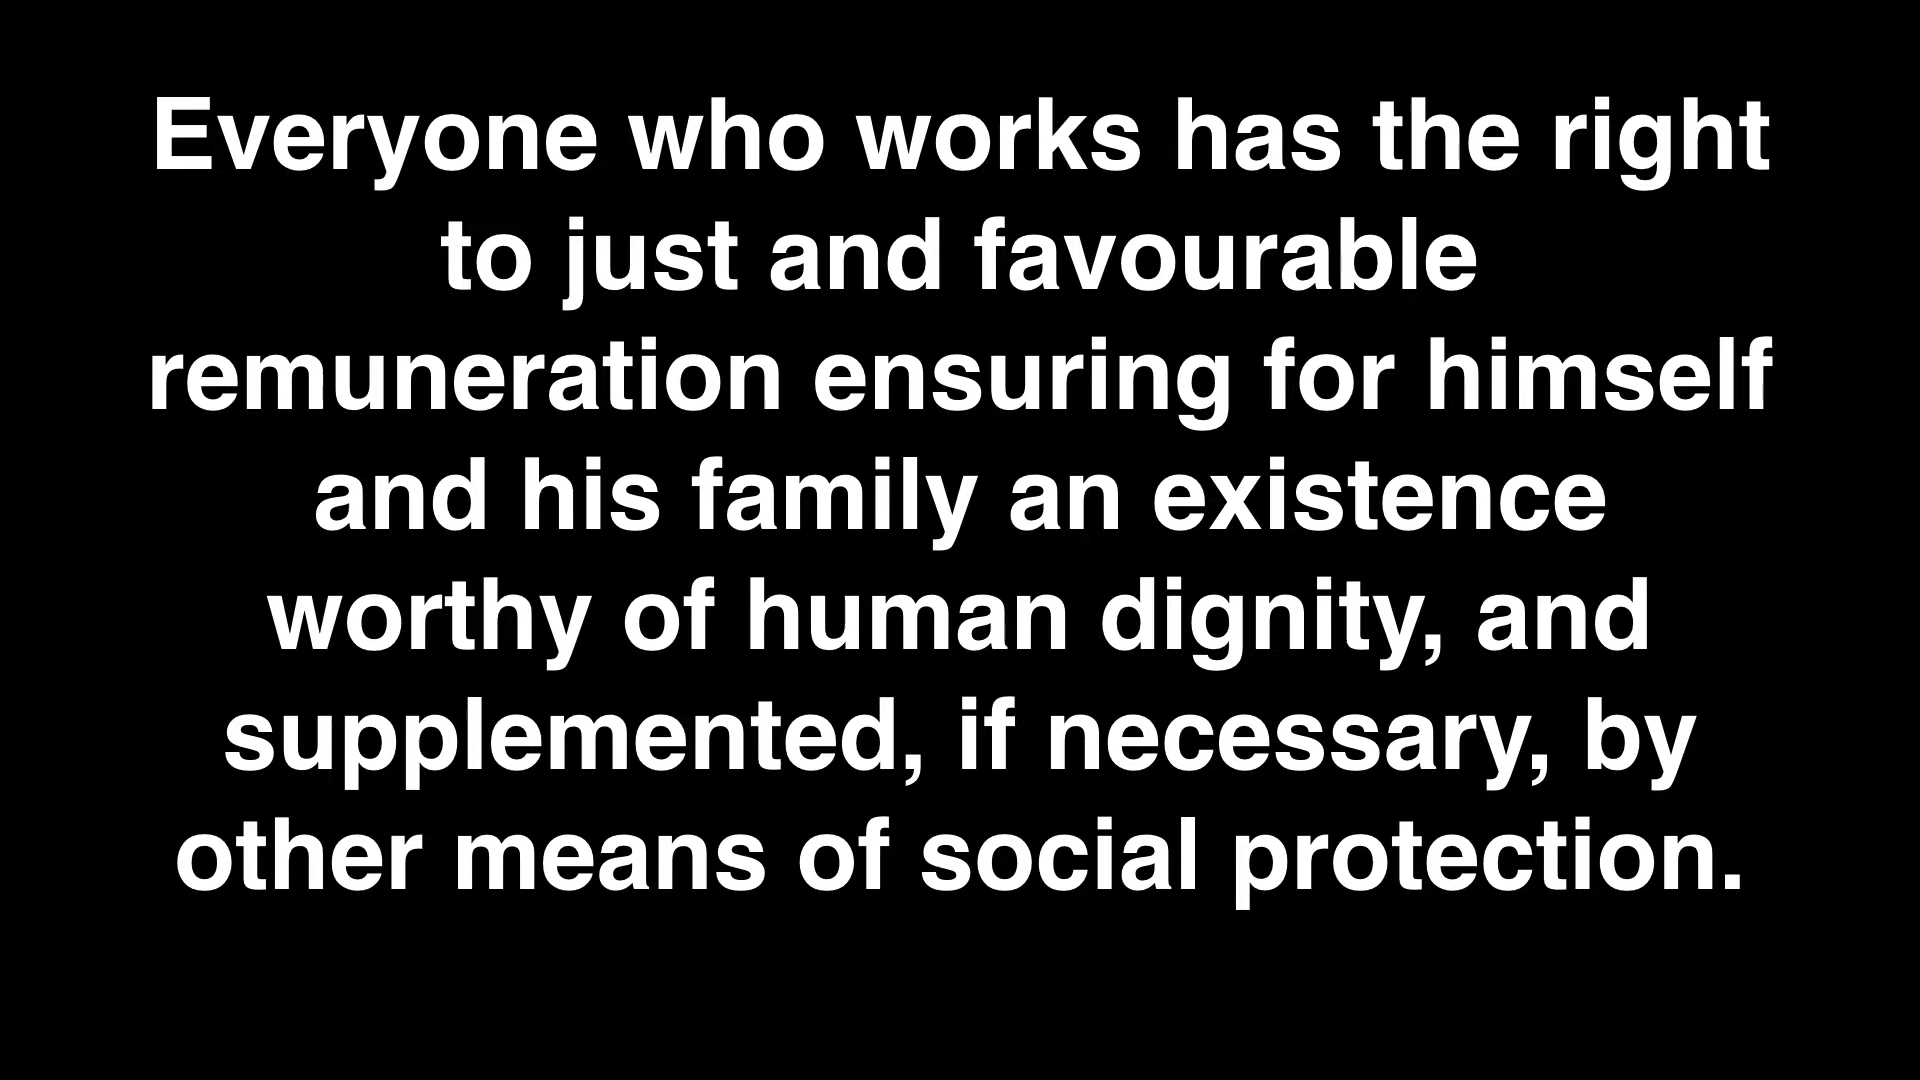 Everyone who works has the right
to just and favourable
remuneration ensuring for himself
and his family an existence
worthy of human dignity, and
supplemented, if necessary, by
other means of social protection.